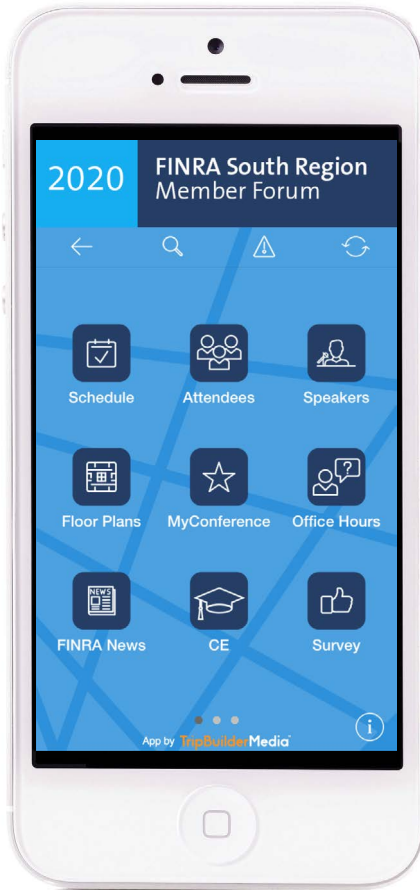 2020
FINRA South Region
Member Forum
Schedule
Attendees
Speakers
Floor Plans
MyConference
Office Hours
NEWS
FINRA News
CE
Survey
App by TripBuilderMedia